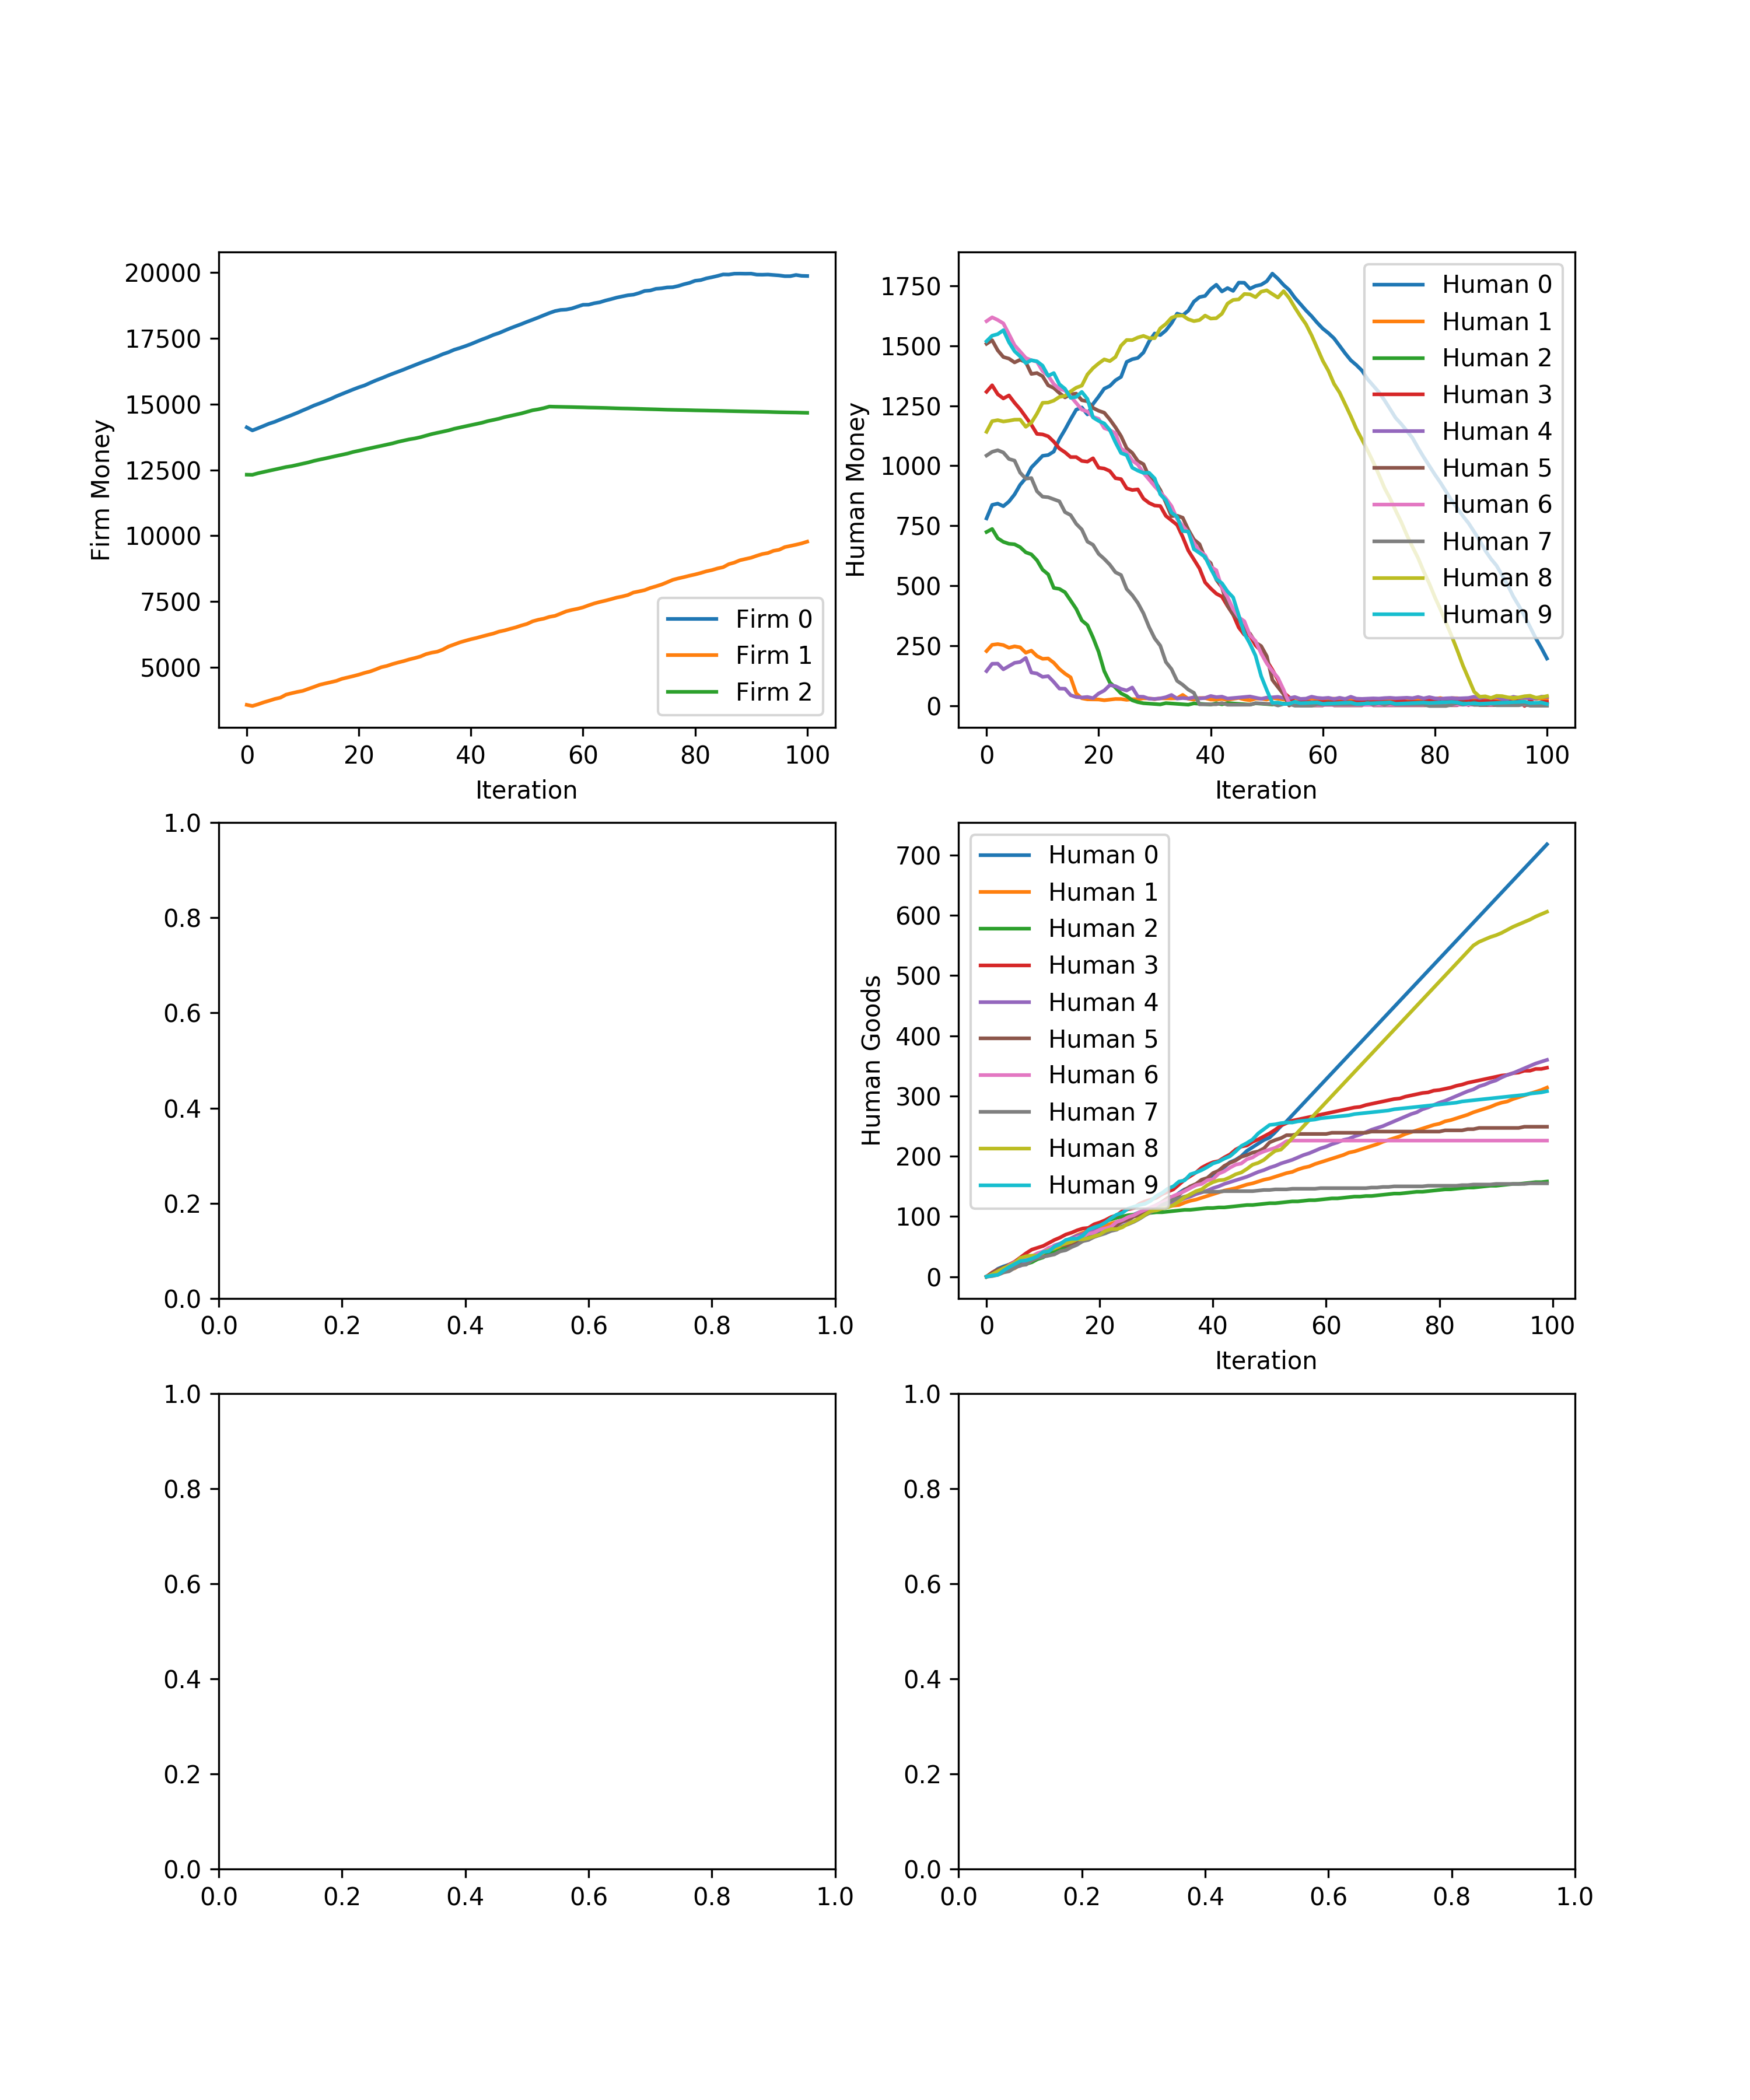 20000
17500
15000
12500
10000
7500
5000
Firm Money
Firm 0
Firm 1
Firm 2
0 20 40 60 80 100
Iteration
1750
1500
1250
1000
750
500
250
0
Human Money
Human 0
Human 1
Human 2
Human 3
Human 4
Human 5
Human 6
Human 7
Human 8
Human 9
0 20 40 60 80 100
Iteration
1.0
0.8
0.6
0.4
0.2
0.0
0.0 0.2 0.4 0.6 0.8 1.0
700
600
500
400
300
200
100
0
Human Goods
Human 0
Human 1
Human 2
Human 3
Human 4
Human 5
Human 6
Human 7
Human 8
Human 9
0 20 40 60 80 100
Iteration
1.0
0.8
0.6
0.4
0.2
0.0
0.0 0.2 0.4 0.6 0.8 1.0
1.0
0.8
0.6
0.4
0.2
0.0
0.0 0.2 0.4 0.6 0.8 1.0